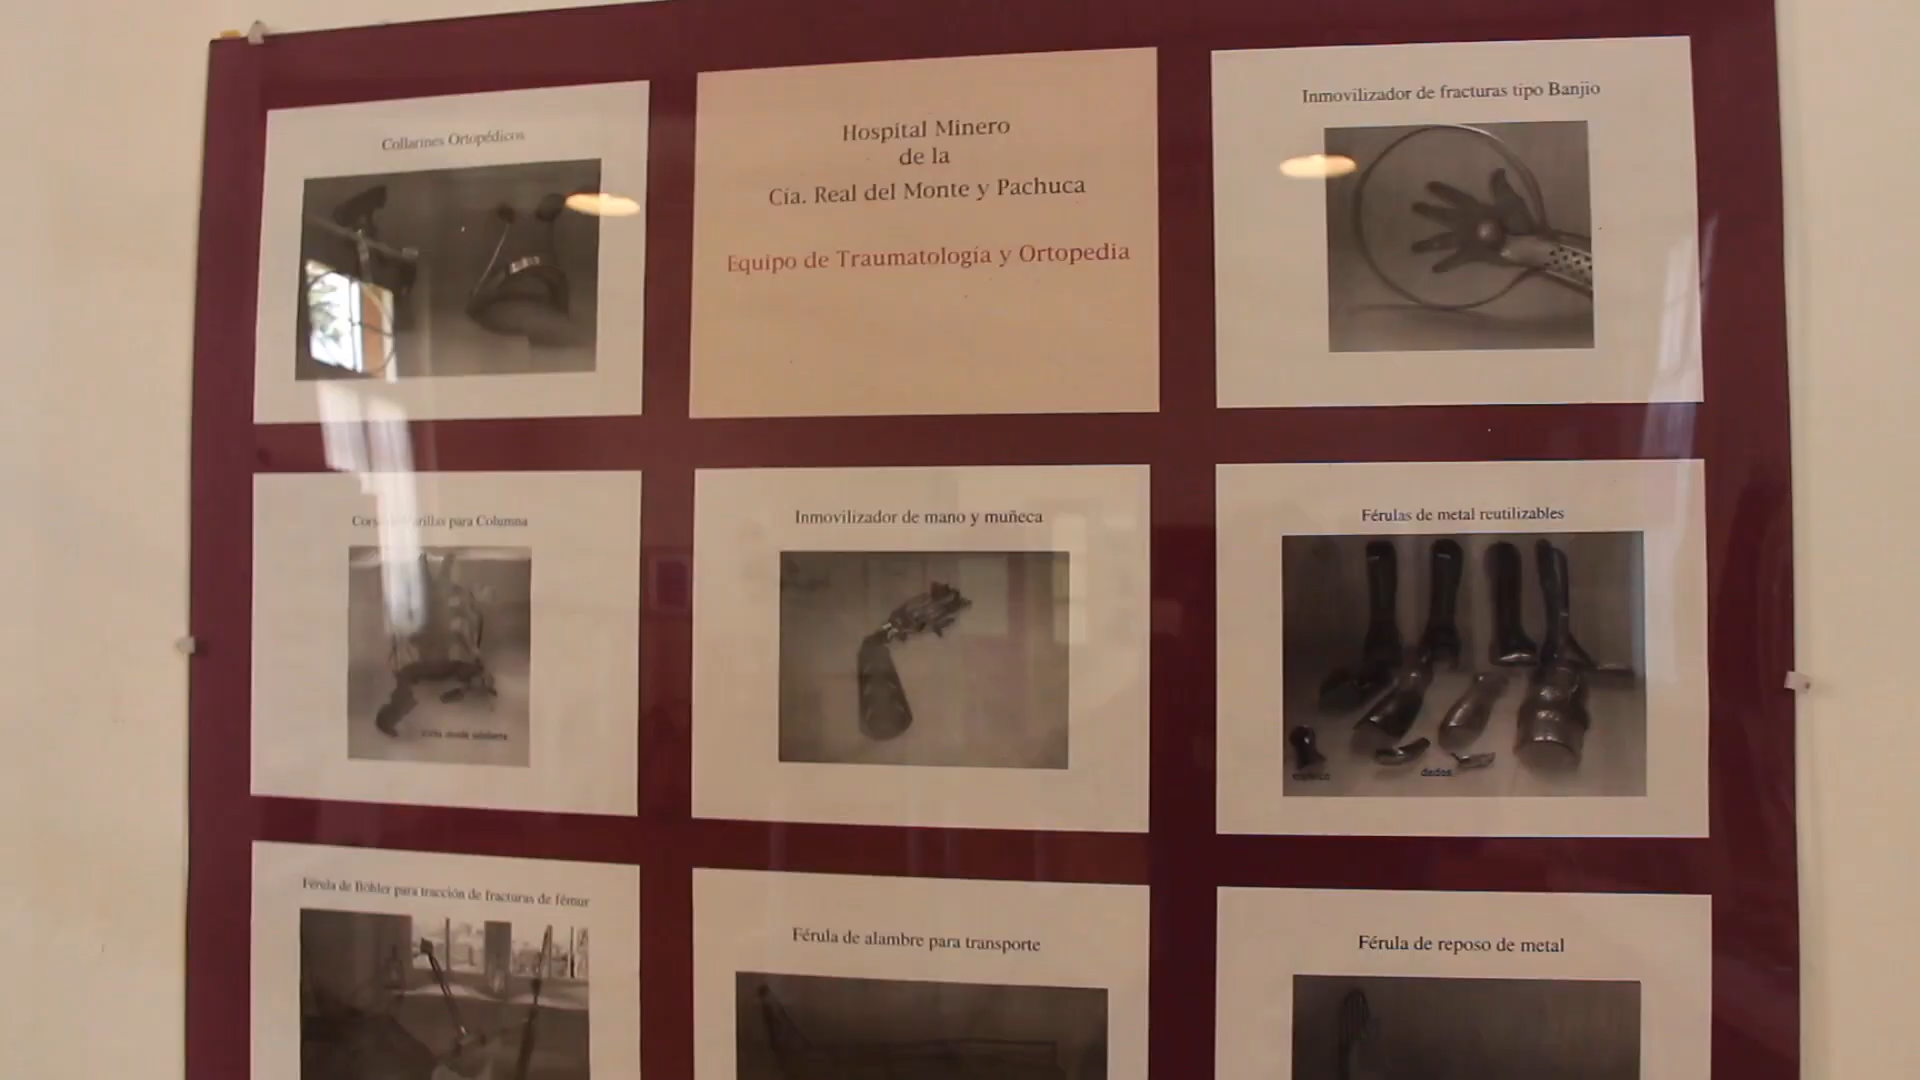 Collarines Ortopédicos
Hospital Minero
de la
Cía. Real del Monte y Pachuca
Equipo de Traumatología y Ortopedia
Inmovilizador de fracturas tipo Banjio
para Columna
Inmovilizador de mano y muñeca
Férulas de metal reutilizables
dedos
Férula de Böhler para tracción de fracturas de fémur
Férula de alambre para transporte
Férula de reposo de metal